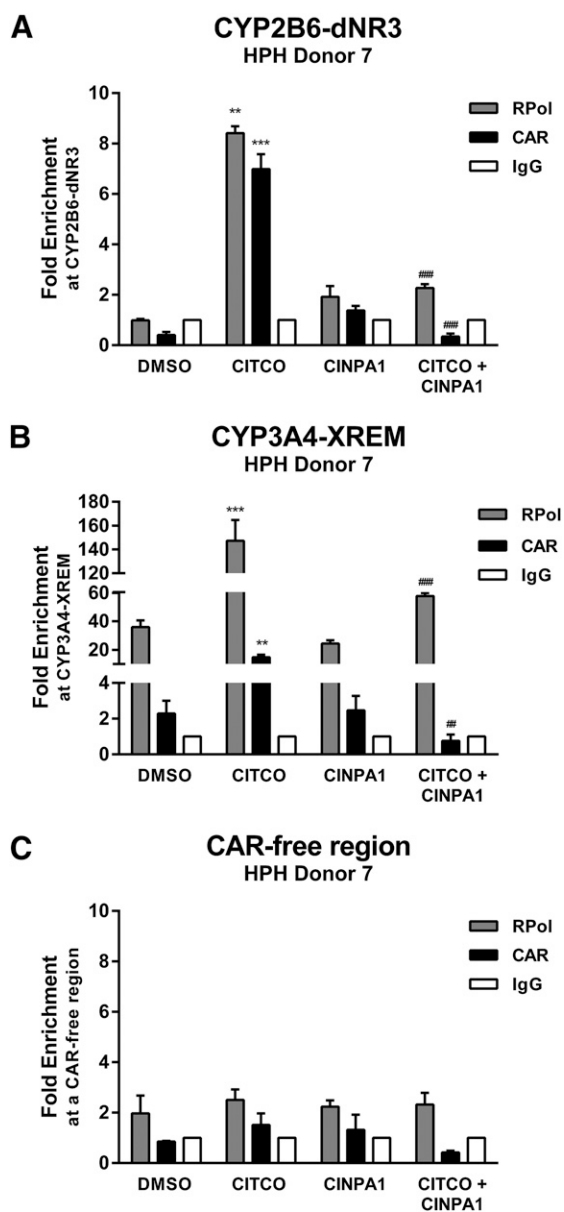 A
CYP2B6-dNR3
HPH Donor 7
Fold Enrichment
at CYP2B6-dNR3
10
8
6
4
2
0
**
***
###
###
RPol
CAR
IgG
DMSO
CITCO
CINPA1
CITCO +
CINPA1
B
CYP3A4-XREM
HPH Donor 7
Fold Enrichment
at CYP3A4-XREM
180
160
140
120
60
40
20
4
2
0
***
**
###
##
RPol
CAR
IgG
DMSO
CITCO
CINPA1
CITCO +
CINPA1
C
CAR-free region
HPH Donor 7
Fold Enrichment
at a CAR-free region
10
8
6
4
2
0
RPol
CAR
IgG
DMSO
CITCO
CINPA1
CITCO +
CINPA1